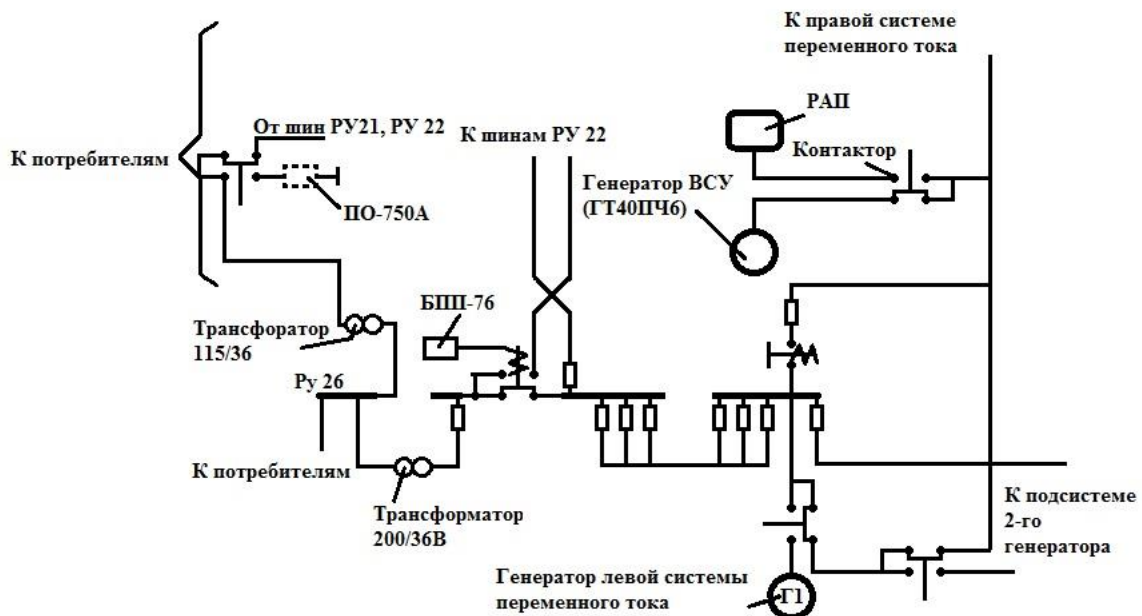 К правой системе
переменного тока
РАП
От шин РУ21, РУ 22
К шинам РУ 22
К потребителям
Контактор
Генератор ВСУ
(ГТ40ПЧ6)
ПО-750А
БПП-76
Трансфоратор
115/36
Ру 26
К потребителям
Трансформатор
200/36В
К подсистеме
2-го
генератора
Генератор левой системы
переменного тока
Г1